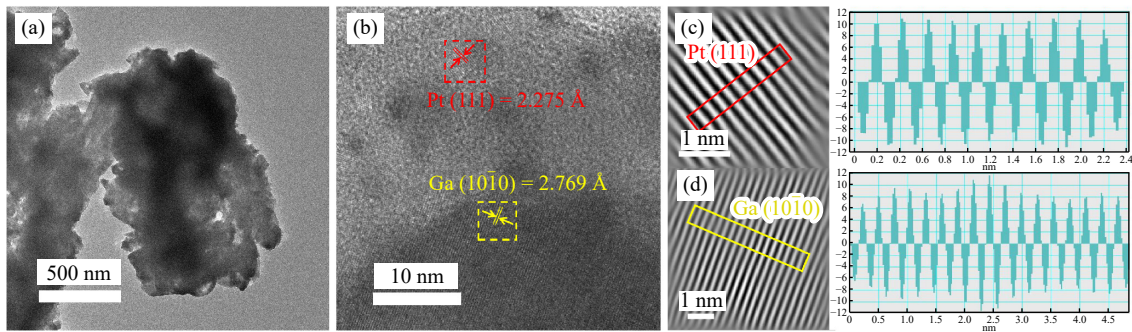 (a)
500 nm
(b)
Pt (111) = 2.275 Å
Ga (101̄0) = 2.769 Å
10 nm
(c)
Pt (111)
1 nm
12
10
8
6
4
2
0
−2
−4
−6
−8
−10
−12
0 0.2 0.2 0.6 0.8 1.0 1.2 1.4 1.6 1.8 2.0 2.2 2.4
nm
(d)
Ga (101̄0)
1 nm
12
10
8
6
4
2
0
−2
−4
−6
−8
−10
−12
0 0.5 1.0 1.5 2.0 2.5 3.0 3.5 4.0 4.5
nm